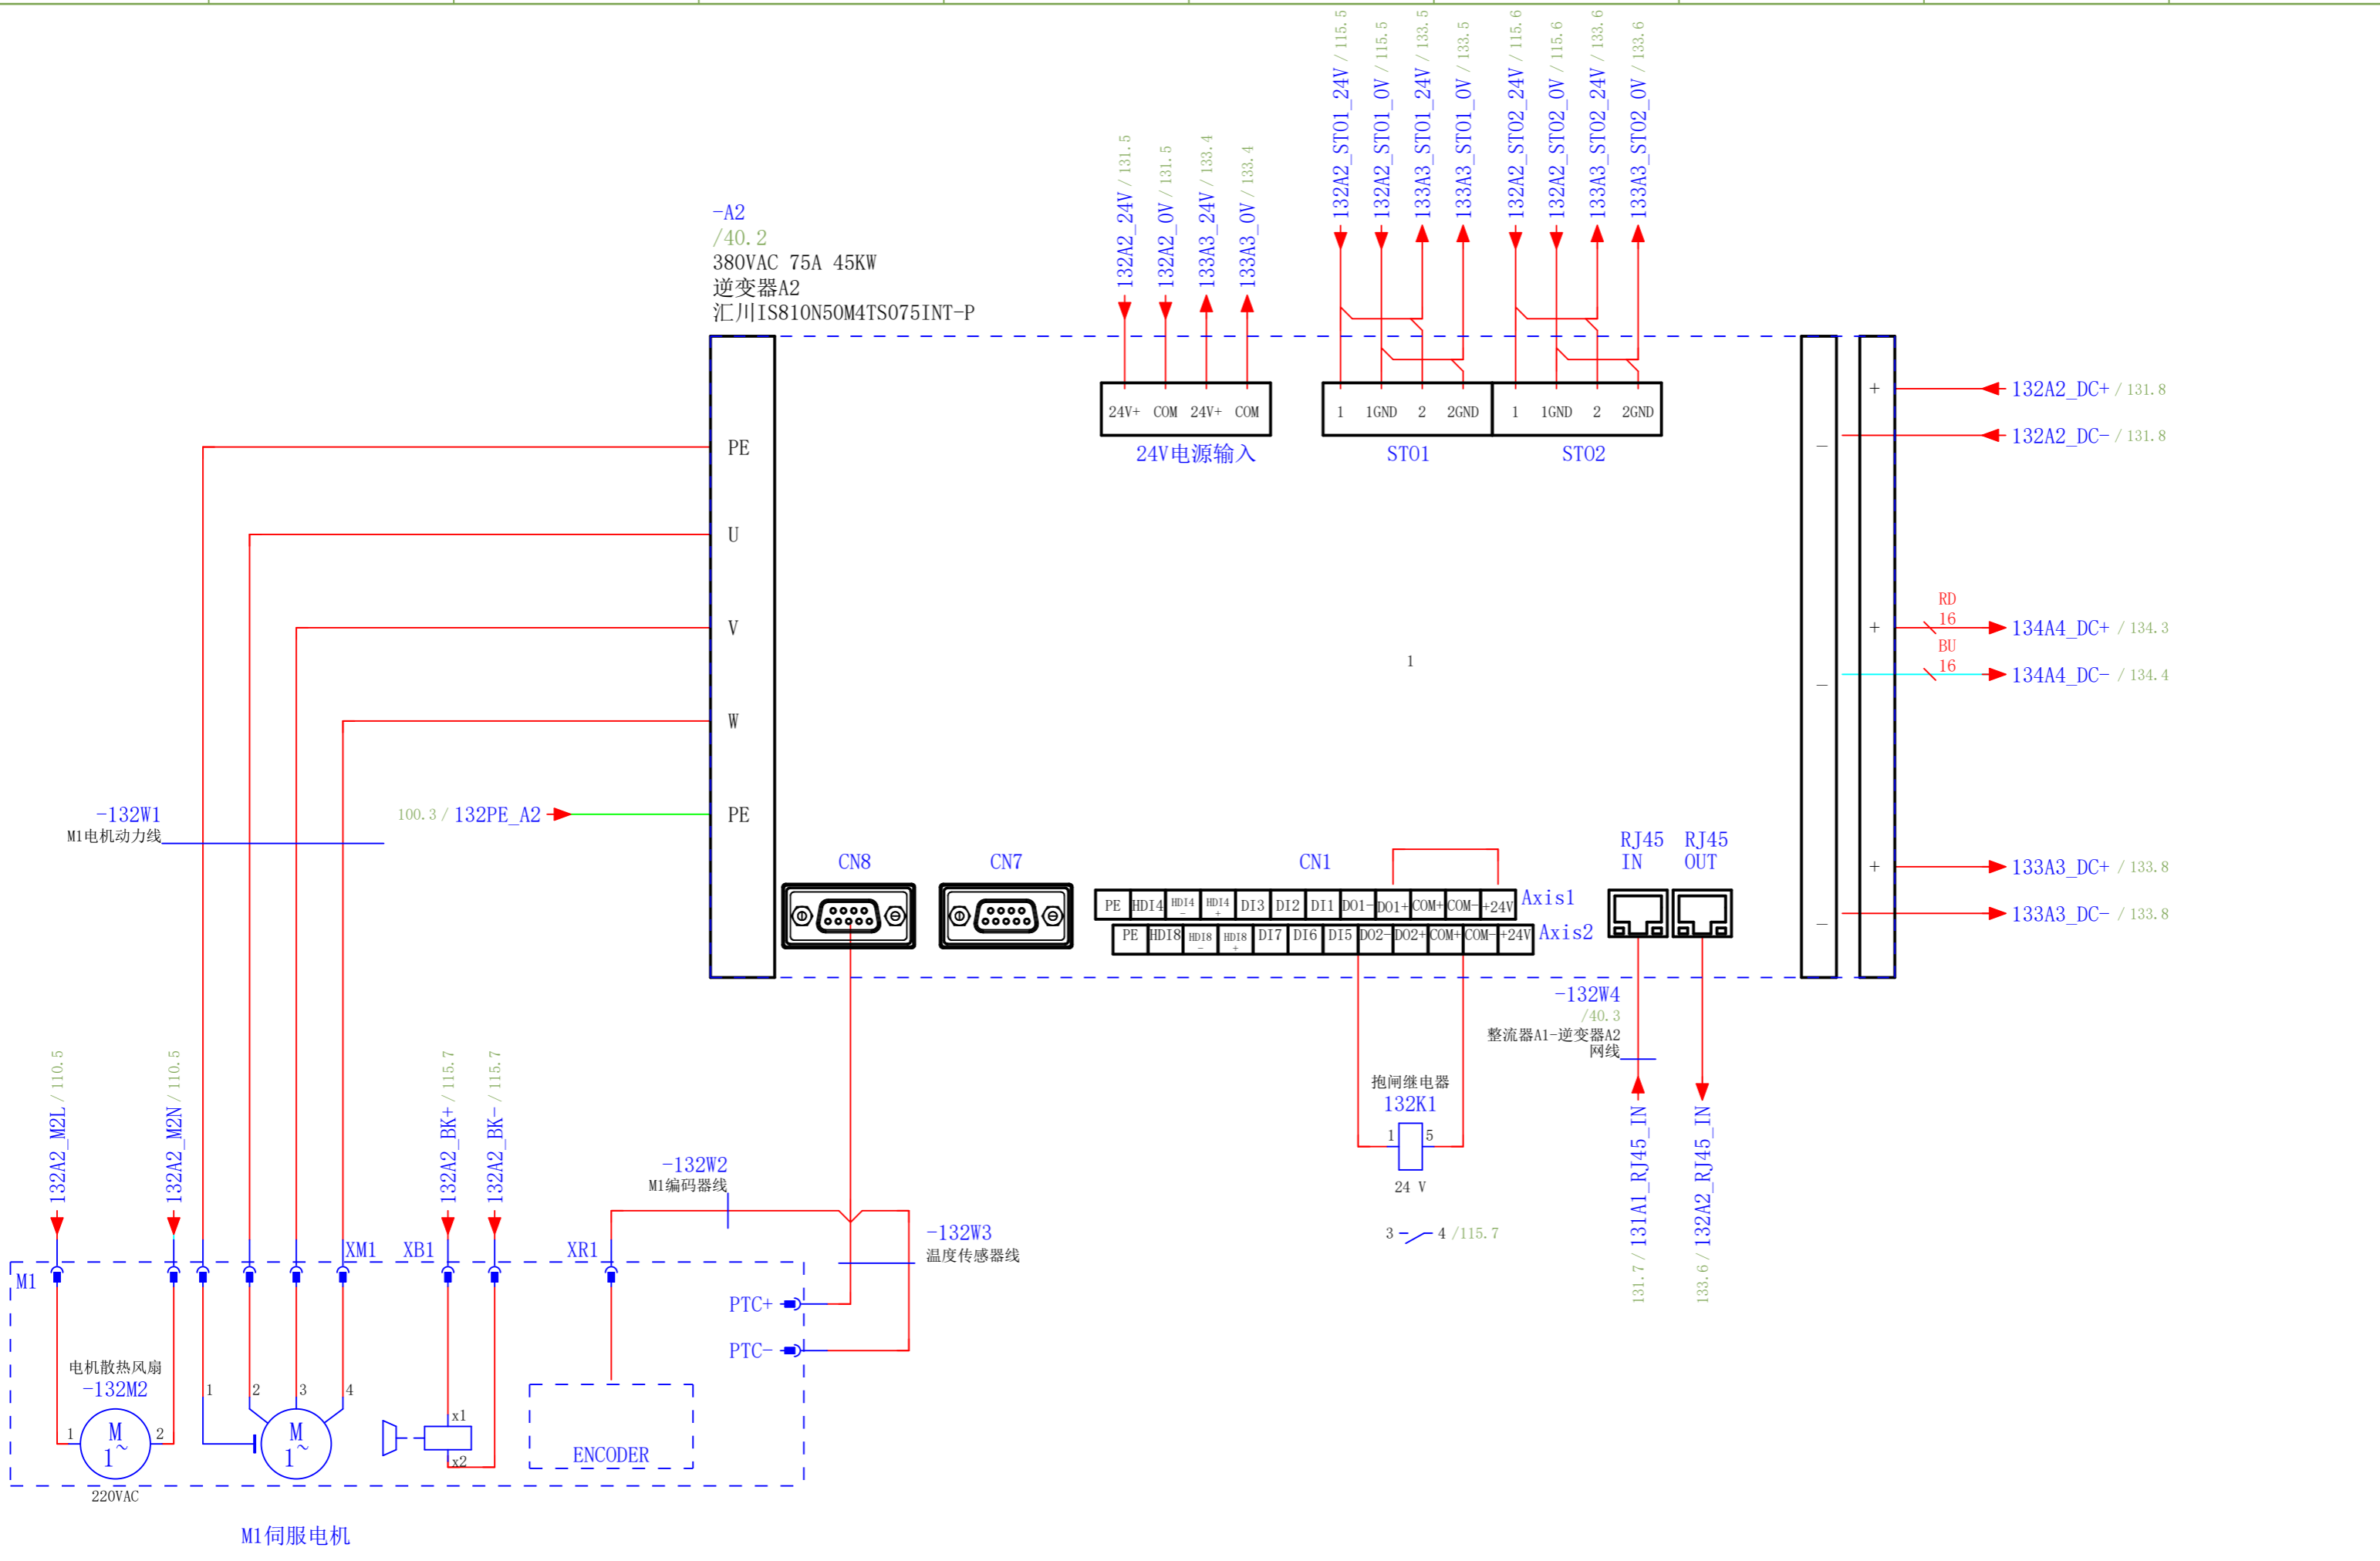 132A2_STO1_24V / 115.5
132A2_STO1_0V / 115.5
133A3_STO1_24V / 133.5
133A3_STO1_0V / 133.5
132A2_STO2_24V / 115.6
132A2_STO2_0V / 115.6
133A3_STO2_24V / 133.6
133A3_STO2_0V / 133.6
132A2_24V / 131.5
132A2_0V / 131.5
133A3_24V / 133.4
133A3_0V / 133.4
-A2
/40.2
380VAC 75A 45KW
逆变器A2
汇川IS810N50M4TS075INT-P
24V+ COM 24V+ COM
24V电源输入
1 1GND 2 2GND
STO1
1 1GND 2 2GND
STO2
+
132A2_DC+ / 131.8
-
132A2_DC- / 131.8
PE
U
V
W
PE
1
RD
16
+
134A4_DC+ / 134.3
BU
16
-
134A4_DC- / 134.4
+
133A3_DC+ / 133.8
-
133A3_DC- / 133.8
-132W1
M1电机动力线
100.3 / 132PE_A2
CN8
CN7
CN1
PE HDI4 HDI4- HDI4+ DI3 DI2 DI1 DO1- DO1+ COM+ COM- +24V
Axis1
PE HDI8 HDI8- HDI8+ DI7 DI6 DI5 DO2- DO2+ COM+ COM- +24V
Axis2
RJ45
IN
RJ45
OUT
-132W4
/40.3
整流器A1-逆变器A2
网线
131.7 / 131A1_RJ45_IN
133.6 / 132A2_RJ45_IN
抱闸继电器
132K1
1 5
24 V
3 4 /115.7
132A2_M2L / 110.5
132A2_M2N / 110.5
132A2_BK+ / 115.7
132A2_BK- / 115.7
-132W2
M1编码器线
-132W3
温度传感器线
M1
XM1
XB1
XR1
PTC+
PTC-
电机散热风扇
-132M2
1 2
M
1~
220VAC
1 2 3 4
M
1~
x1
x2
ENCODER
M1伺服电机